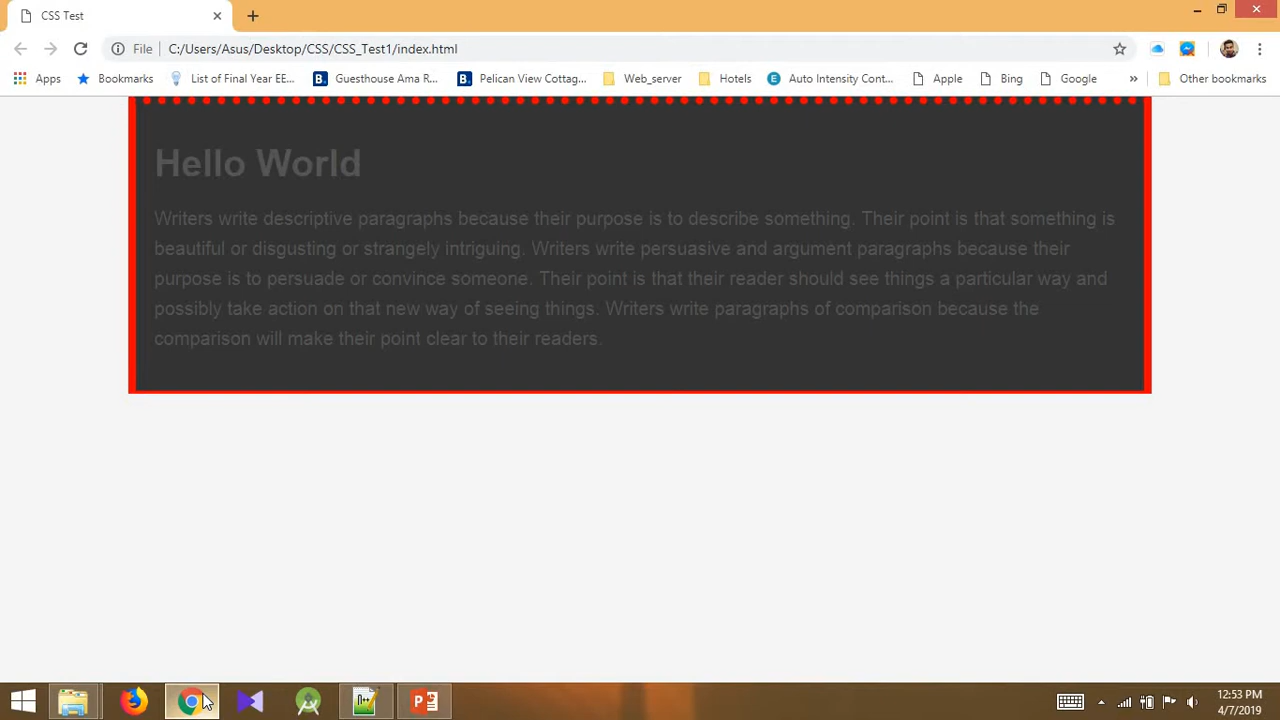 CSS Test
File C:/Users/Asus/Desktop/CSS/CSS_Test1/index.html
Apps Bookmarks List of Final Year EE... B. Guesthouse Ama R... B. Pelican View Cottag... Web_server Hotels E Auto Intensity Cont... Apple Bing Google » Other bookmarks
Hello World
Writers write descriptive paragraphs because their purpose is to describe something. Their point is that something is
beautiful or disgusting or strangely intriguing. Writers write persuasive and argument paragraphs because their
purpose is to persuade or convince someone. Their point is that their reader should see things a particular way and
possibly take action on that new way of seeing things. Writers write paragraphs of comparison because the
comparison will make their point clear to their readers.
12:53 PM
4/7/2019